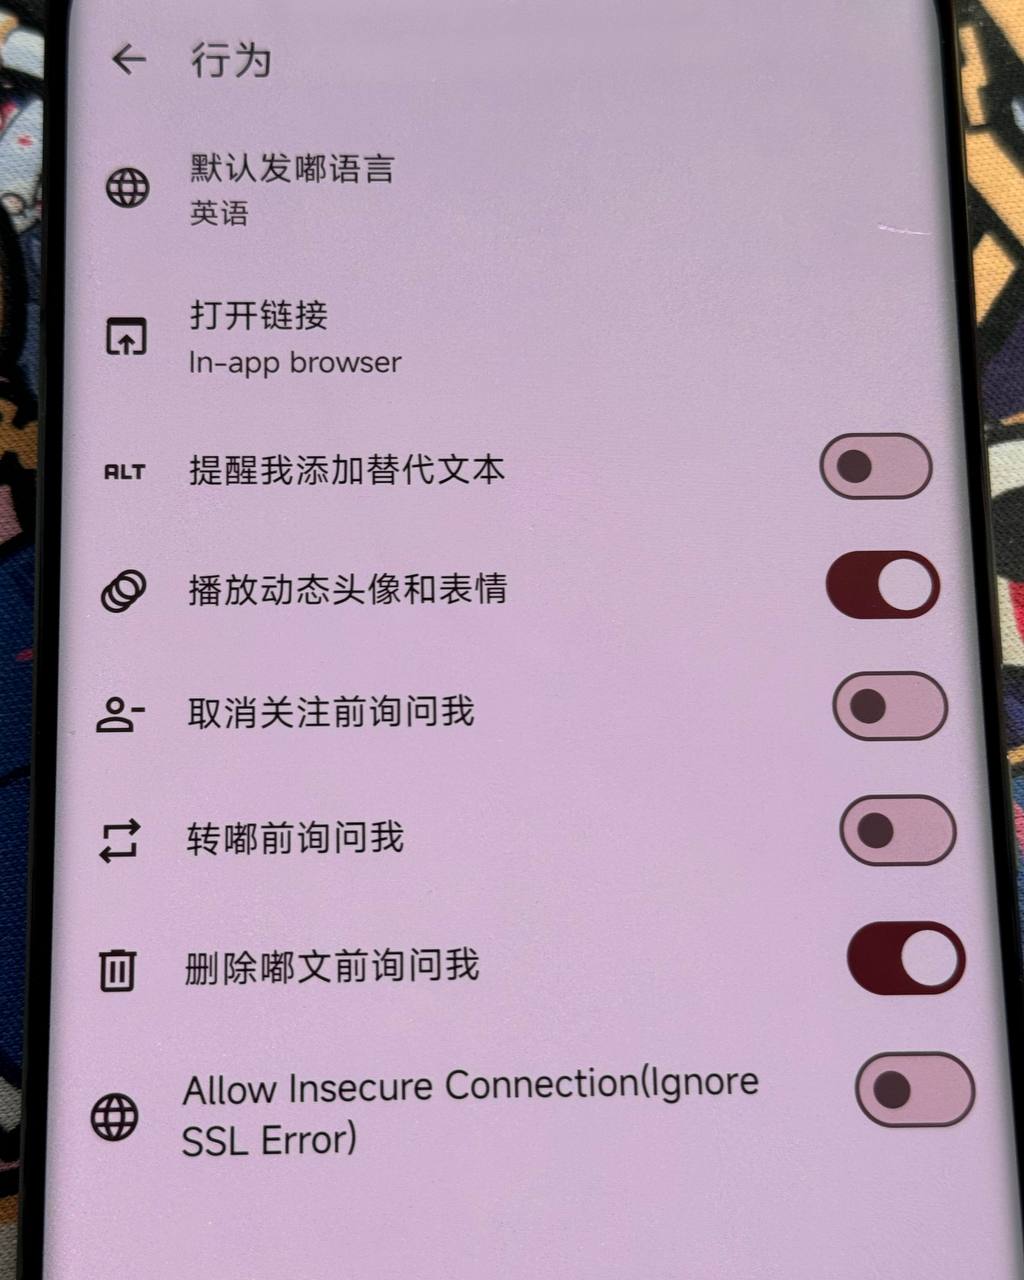 行为
默认发嘟语言
英语
打开链接
In-app browser
ALT 提醒我添加替代文本
播放动态头像和表情
取消关注前询问我
转嘟前询问我
删除嘟文前询问我
Allow Insecure Connection(Ignore
SSL Error)